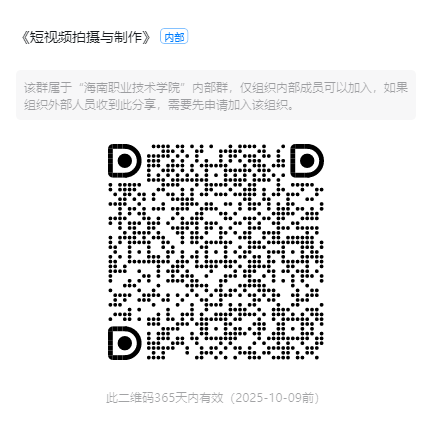 《短视频拍摄与制作》 内部
该群属于“海南职业技术学院”内部群，仅组织内部成员可以加入，如果
组织外部人员收到此分享，需要先申请加入该组织。
此二维码365天内有效（2025-10-09前）